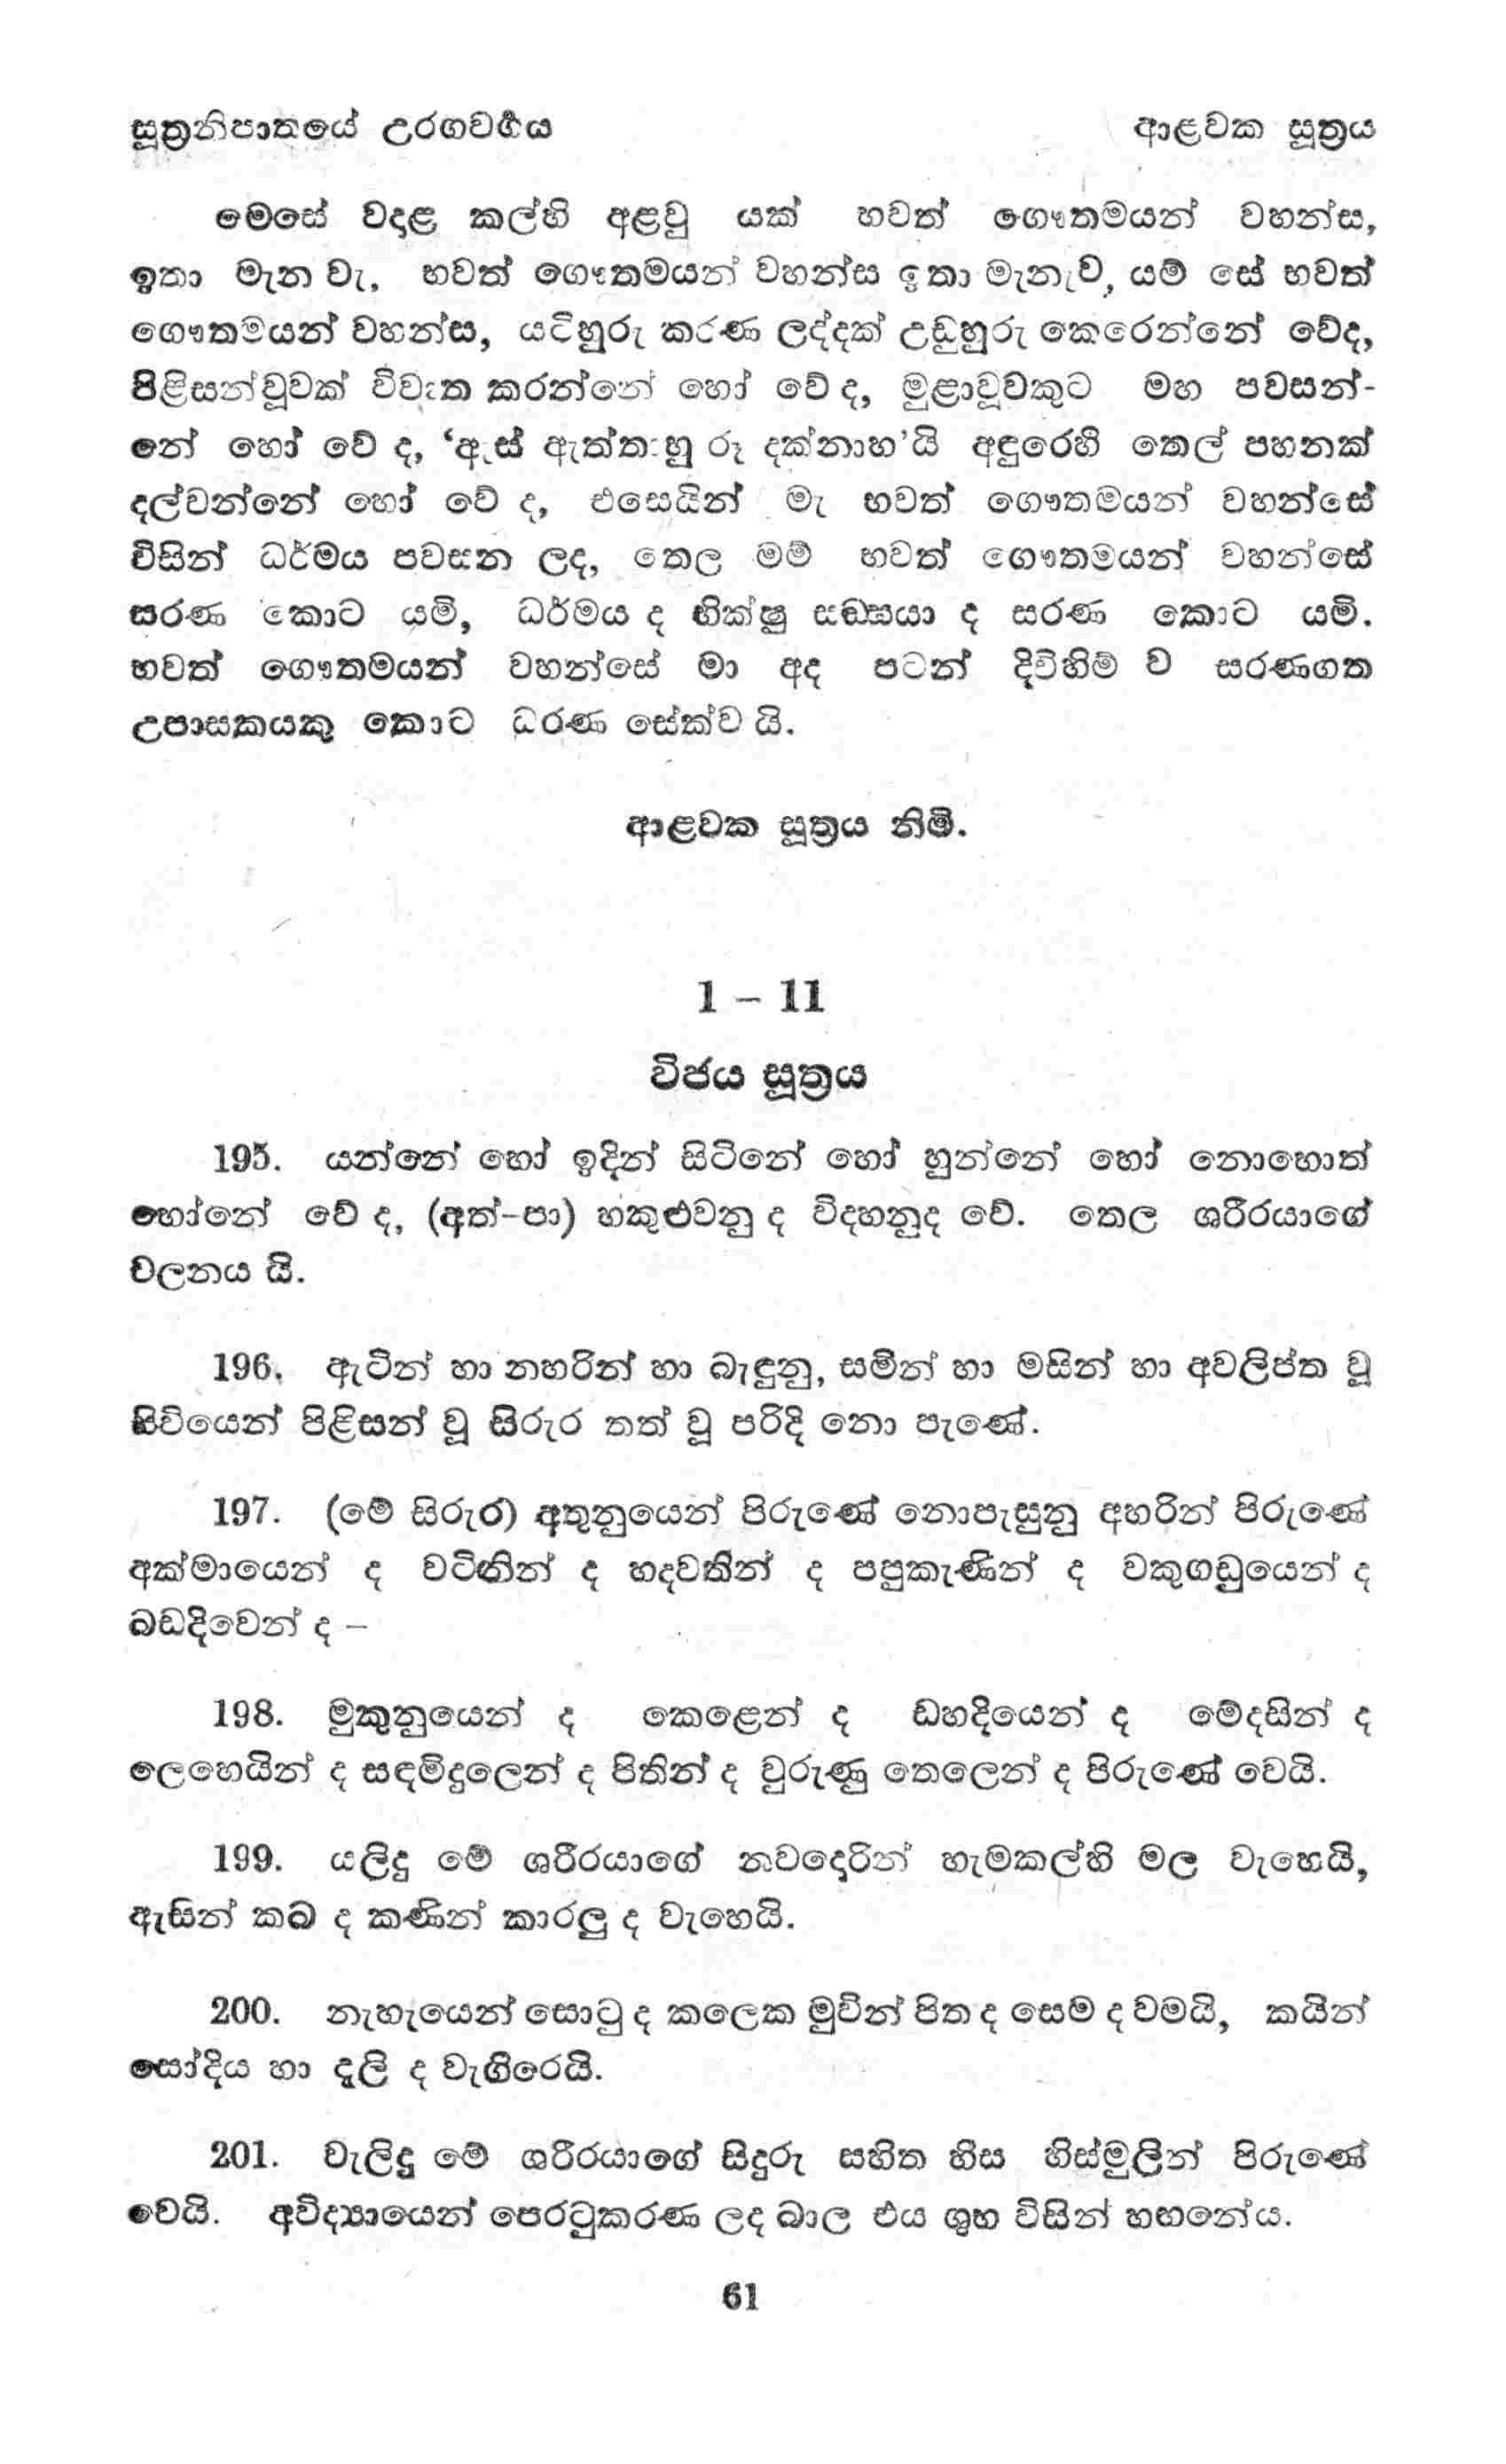 සූත්‍රනිපාතයේ උරගවර්‍ගය ආළවක සූත්‍රය
මෙසේ වදාළ කල්හි අළවු යක් භවත් ගෞතමයන් වහන්ස,
ඉතා මැන වැ, භවත් ගෞතමයන් වහන්ස ඉතා මැනැව, යම් සේ භවත්
ගෞතමයන් වහන්ස, යටිහුරු කරණ ලද්දක් උඩුහුරු කෙරෙන්නේ වේද,
පිළිසන්වූවක් විවෘත කරන්නේ හෝ වේ ද, මුළාවූවකුට මහ පවසන්-
නේ හෝ වේ ද, ‘ඇස් ඇත්තාහු රූ දක්නාහ’යි අඳුරෙහි තෙල් පහනක්
දල්වන්නේ හෝ වේ ද, එසෙයින් මැ භවත් ගෞතමයන් වහන්සේ
විසින් ධර්මය පවසන ලද, තෙල මම් භවත් ගෞතමයන් වහන්සේ
සරණ කොට යමි, ධර්මය ද භික්ෂු සඞ්ඝයා ද සරණ කොට යමි.
භවත් ගෞතමයන් වහන්සේ මා අද පටන් දිවිහිම් ව සරණගත
උපාසකයකු කොට ධරණ සේක්ව යි.
ආළවක සූත්‍රය නිමි.
1 – 11
විජය සූත්‍රය
195. යන්නේ හෝ ඉදින් සිටිනේ හෝ හුන්නේ හෝ නොහොත්
හෝනේ වේ ද, (අත්-පා) හකුළුවනු ද විදහනුද වේ. තෙල ශරීරයාගේ
චලනය යි.
196. ඇටින් හා නහරින් හා බැඳුනු, සමින් හා මසින් හා අවලිප්ත වූ
සිවියෙන් පිළිසන් වූ සිරුර තත් වූ පරිදි නො පැණේ.
197. (මේ සිරුර) අතුනුයෙන් පිරුණේ නොපැසුනු අහරින් පිරුණේ
අක්මායෙන් ද වටිඟින් ද හදවතින් ද පපුකැණින් ද වකුගඩුයෙන් ද
බඩදිවෙන් ද –
198. මුකුනුයෙන් ද කෙළෙන් ද ඩහදියෙන් ද මේදසින් ද
ලෙහෙයින් ද සඳමිදුලෙන් ද පිතින් ද වුරුණු තෙලෙන් ද පිරුණේ වෙයි.
199. යලිදු මේ ශරීරයාගේ නවදොරින් හැමකල්හි මල වැහෙයි,
ඇසින් කබ ද කණින් කාරලු ද වැහෙයි.
200. නැහැයෙන් සොටු ද කලෙක මුවින් පිත ද සෙම ද වමයි, කයින්
සෝදිය හා දැලි ද වැගිරෙයි.
201. වැලිදු මේ ශරීරයාගේ සිදුරු සහිත හිස හිස්මුලින් පිරුණේ
වෙයි. අවිද්‍යායෙන් පෙරටුකරණ ලද බාල එය ශුභ විසින් හඟනේය.
61